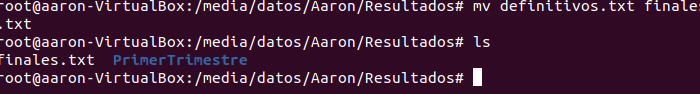 root@aaron-VirtualBox:/media/datos/Aaron/Resultados# mv definitivos.txt finales
.txt
root@aaron-VirtualBox:/media/datos/Aaron/Resultados# ls
finales.txt  PrimerTrimestre
root@aaron-VirtualBox:/media/datos/Aaron/Resultados#